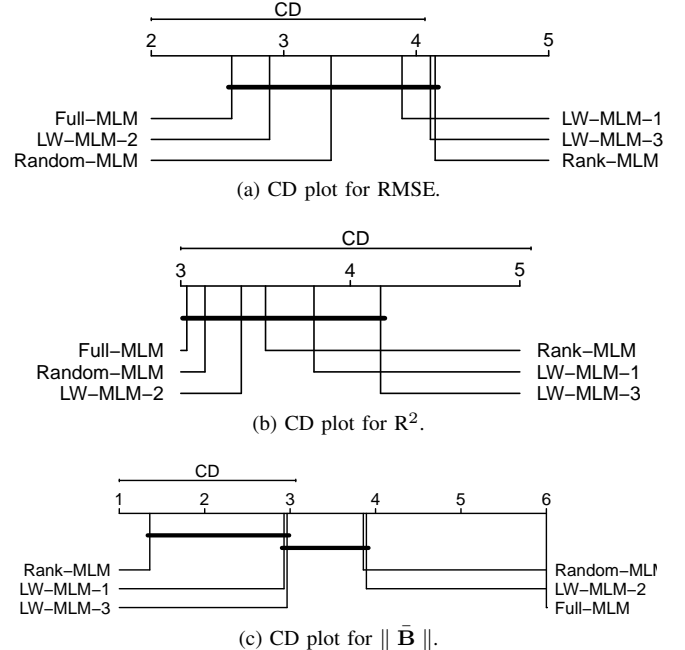 CD
2 3 4 5
Full−MLM LW−MLM−1
LW−MLM−2 LW−MLM−3
Random−MLM Rank−MLM
(a) CD plot for RMSE.
CD
3 4 5
Full−MLM Rank−MLM
Random−MLM LW−MLM−1
LW−MLM−2 LW−MLM−3
(b) CD plot for R².
CD
1 2 3 4 5 6
Rank−MLM Random−MLM
LW−MLM−1 LW−MLM−2
LW−MLM−3 Full−MLM
(c) CD plot for ‖ B̄ ‖.